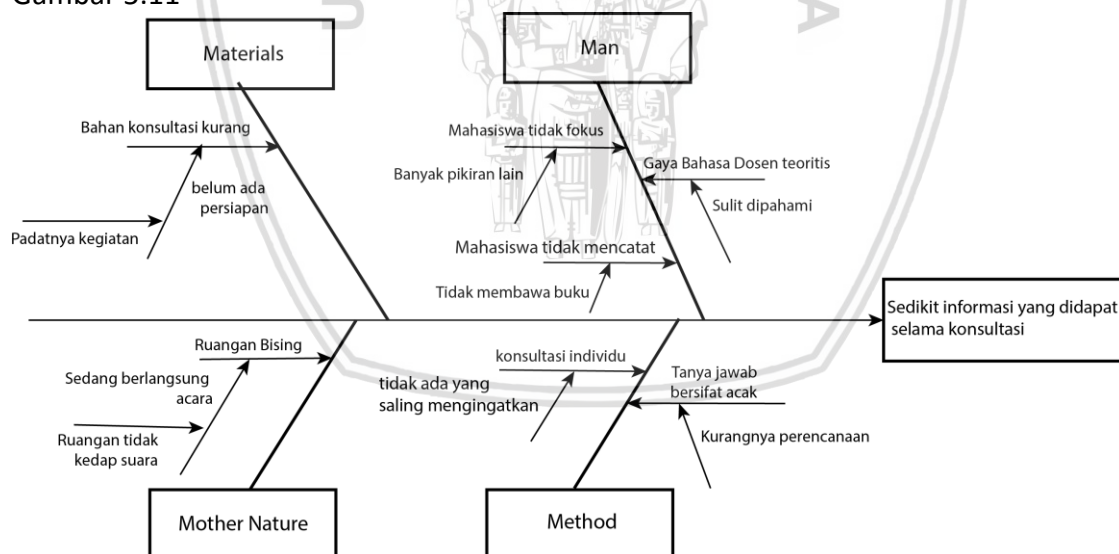 Gambar 3.11
Materials
Man
Bahan konsultasi kurang
belum ada
persiapan
Padatnya kegiatan
Mahasiswa tidak fokus
Banyak pikiran lain
Gaya Bahasa Dosen teoritis
Sulit dipahami
Mahasiswa tidak mencatat
Tidak membawa buku
Sedikit informasi yang didapat
selama konsultasi
Ruangan Bising
Sedang berlangsung
acara
Ruangan tidak
kedap suara
konsultasi individu
tidak ada yang
saling mengingatkan
Tanya jawab
bersifat acak
Kurangnya perencanaan
Mother Nature
Method